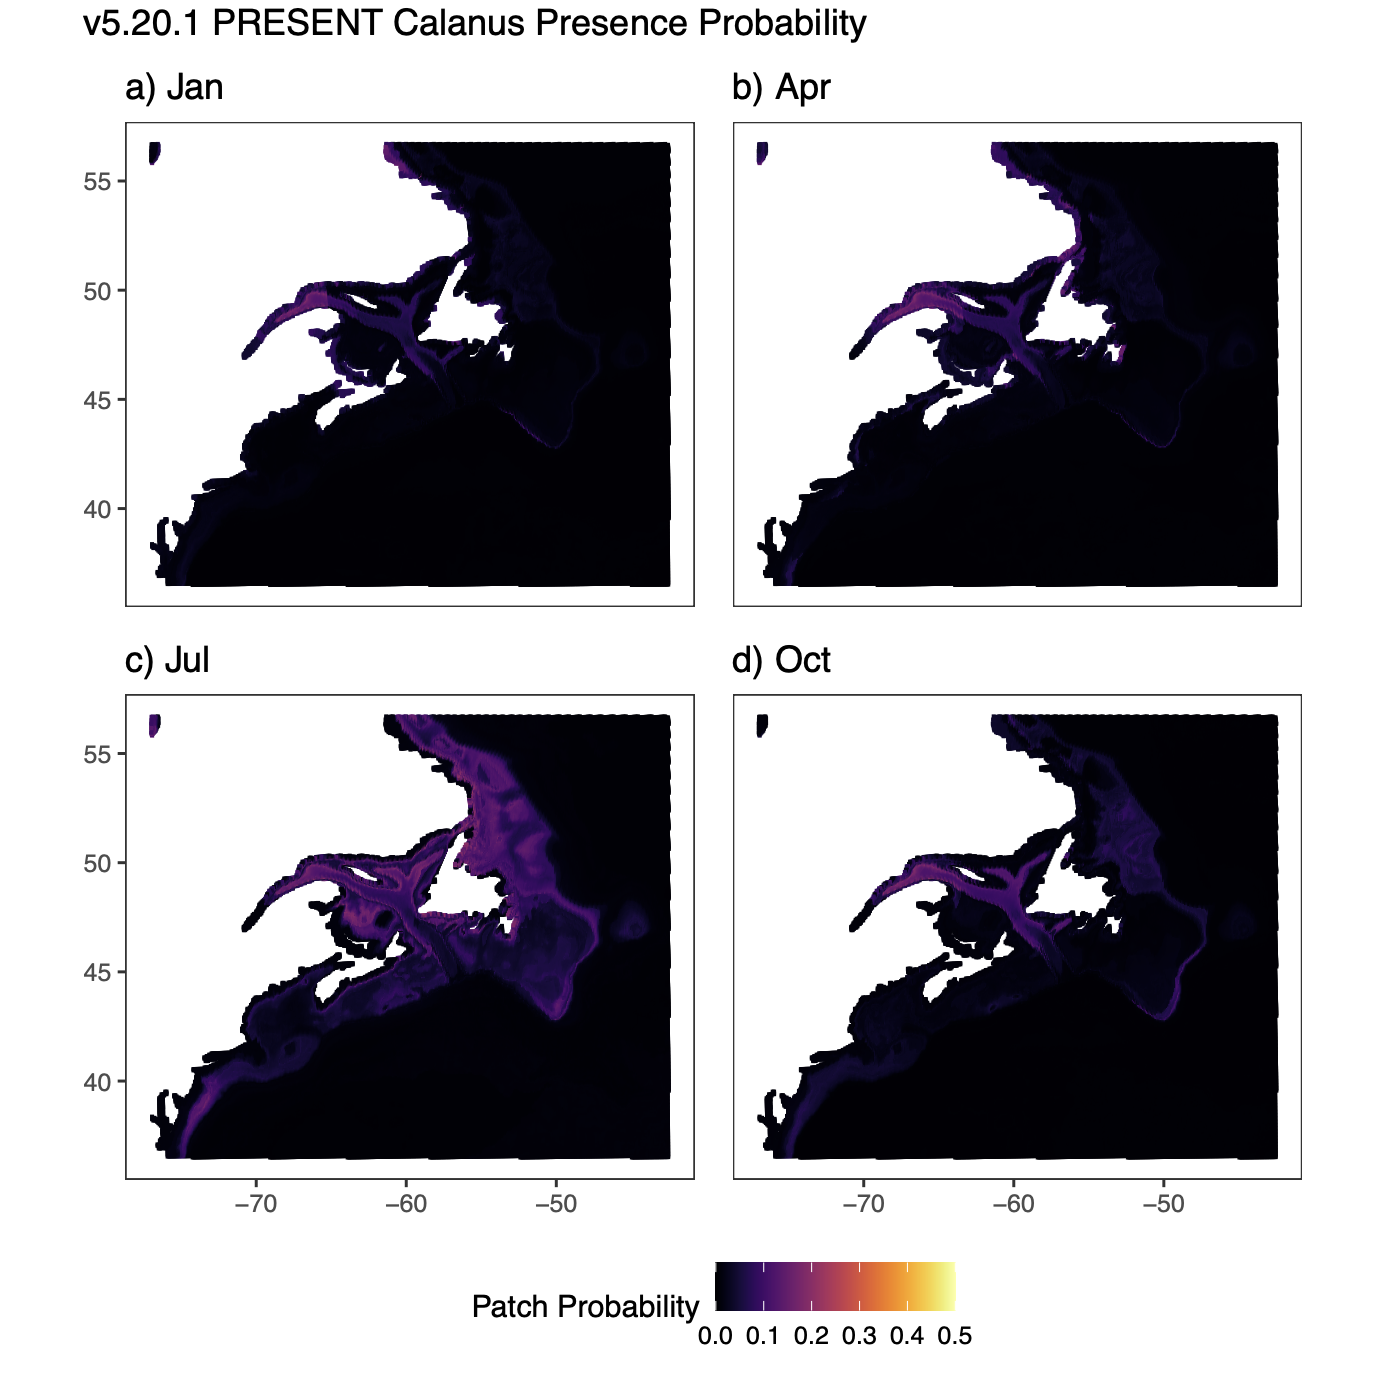 v5.20.1 PRESENT Calanus Presence Probability
a) Jan
b) Apr
55
50
45
40
c) Jul
d) Oct
55
50
45
40
−70 −60 −50 −70 −60 −50
Patch Probability
0.0 0.1 0.2 0.3 0.4 0.5